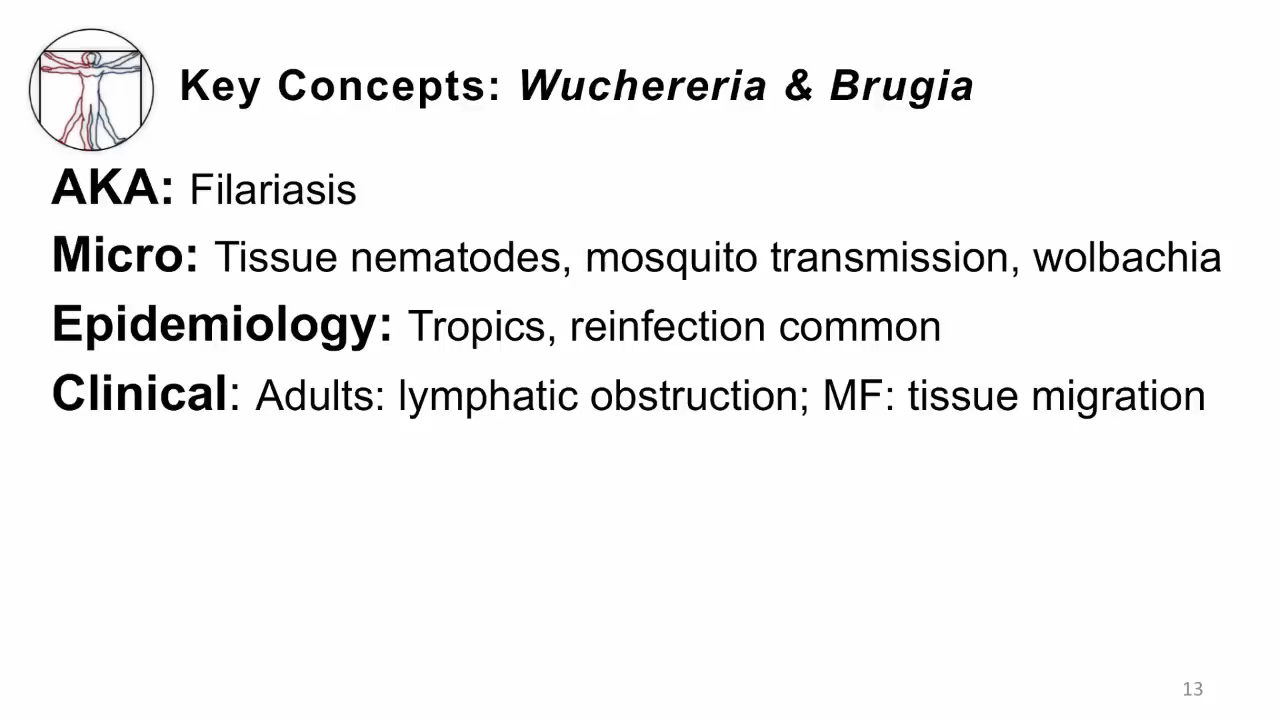 Key Concepts: Wuchereria & Brugia
AKA: Filariasis
Micro: Tissue nematodes, mosquito transmission, wolbachia
Epidemiology: Tropics, reinfection common
Clinical: Adults: lymphatic obstruction; MF: tissue migration
13